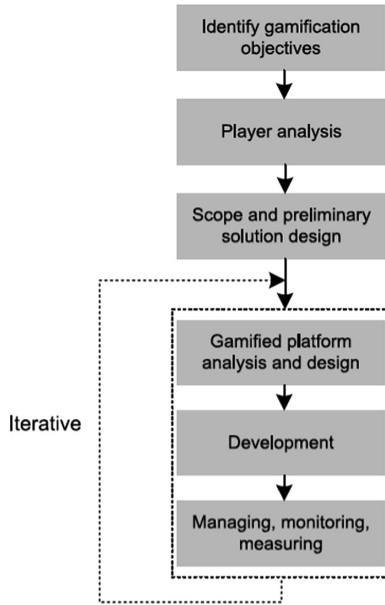 Identify gamification
objectives
Player analysis
Scope and preliminary
solution design
Gamified platform
analysis and design
Iterative
Development
Managing, monitoring,
measuring